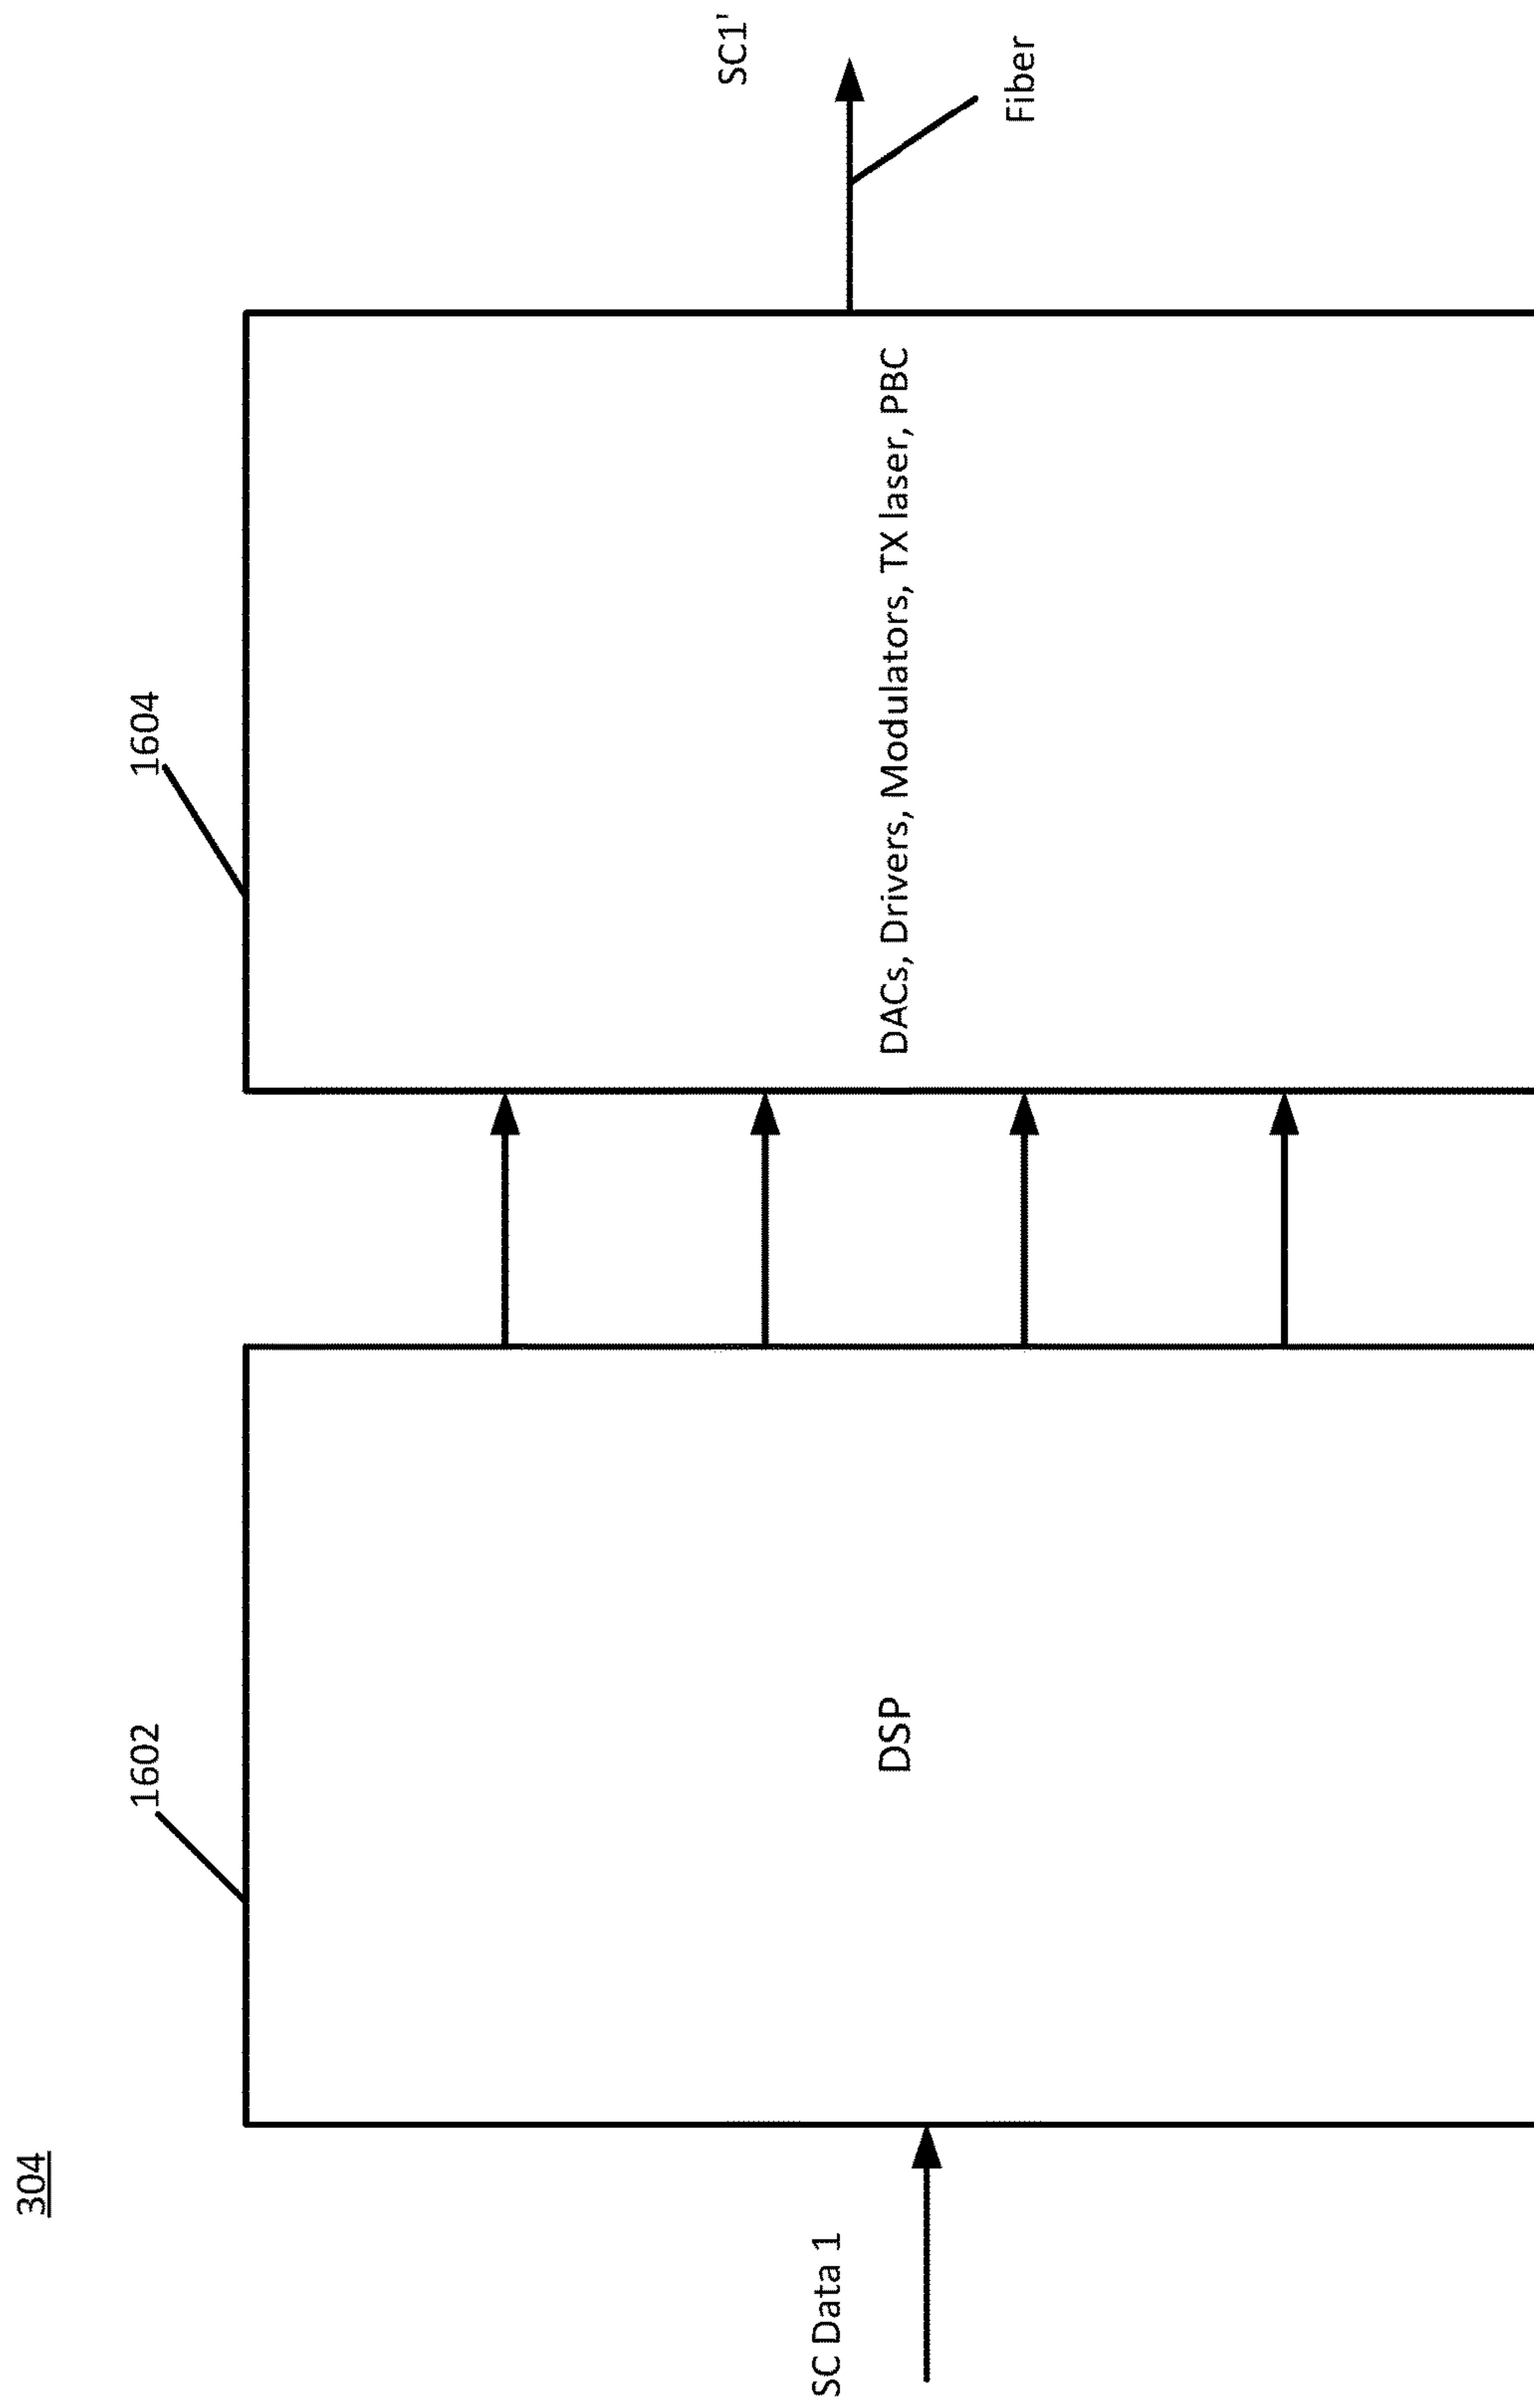 304
SC Data 1
1602
DSP
1604
DACs, Drivers, Modulators, TX laser, PBC
SC1'
Fiber